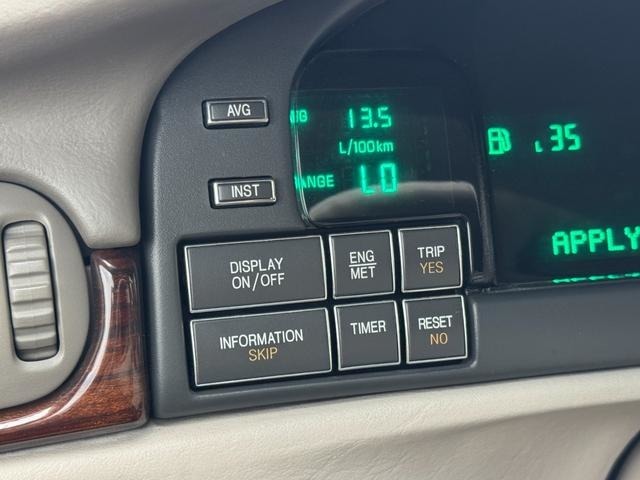 AVG
INST
13.5
L/100km
LO
35
APPLY
DISPLAY
ON/OFF
ENG
MET
TRIP
YES
INFORMATION
SKIP
TIMER
RESET
NO